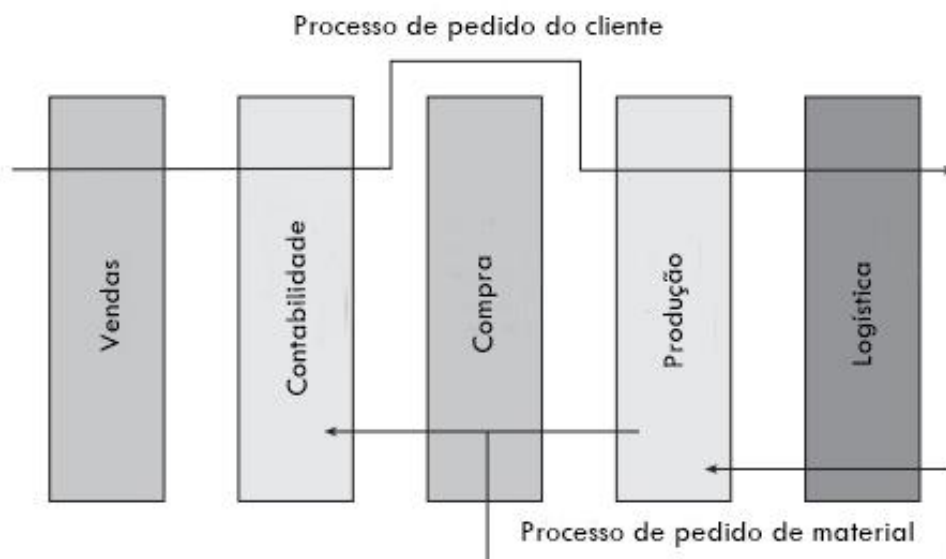 Processo de pedido do cliente
Vendas
Contabilidade
Compra
Produção
Logística
Processo de pedido de material